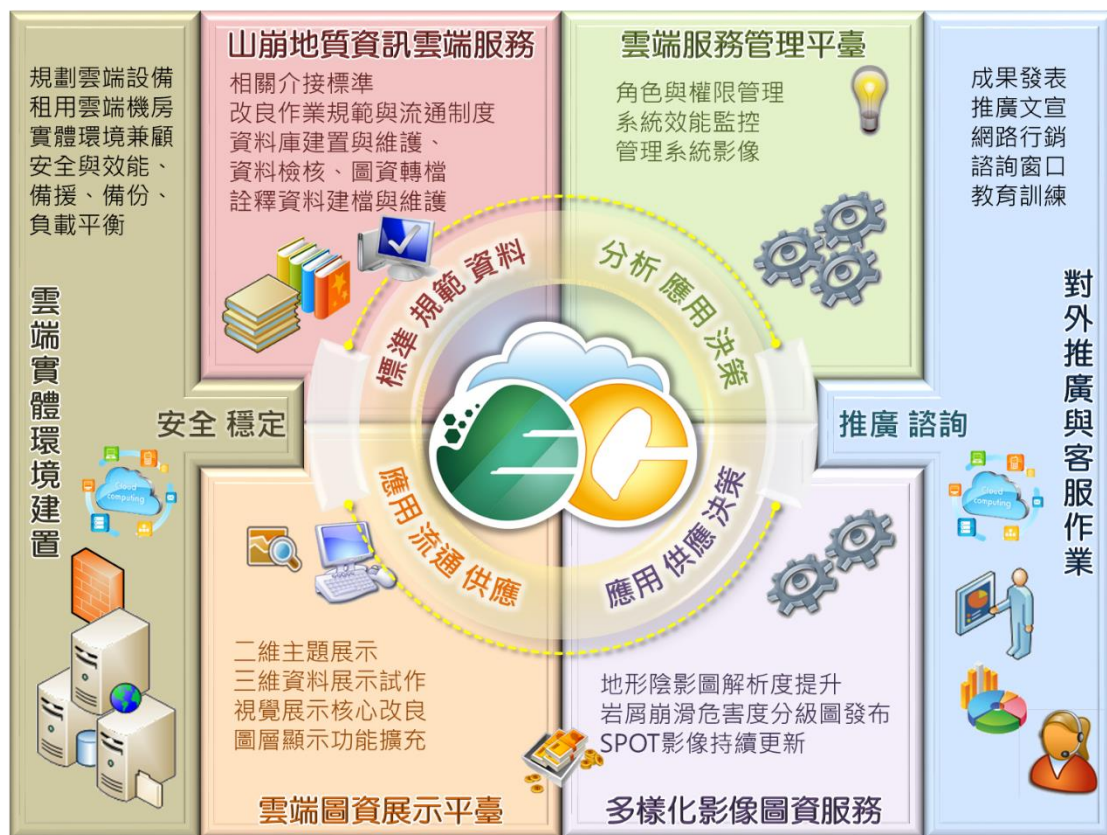 規劃雲端設備
租用雲端機房
實體環境兼顧
安全與效能、
備援、備份、
負載平衡
雲端實體環境建置
安全 穩定
Cloud
computing
山崩地質資訊雲端服務
相關介接標準
改良作業規範與流通制度
資料庫建置與維護、
資料檢核、圖資轉檔
詮釋資料建檔與維護
標準 規範 資料
雲端服務管理平臺
角色與權限管理
系統效能監控
管理系統影像
分析 應用 決策
成果發表
推廣文宣
網路行銷
諮詢窗口
教育訓練
對外推廣與客服作業
推廣 諮詢
Cloud
computing
應用 流通 供應
二維主題展示
三維資料展示試作
視覺展示核心改良
圖層顯示功能擴充
雲端圖資展示平臺
應用 供應 決策
地形陰影圖解析度提升
岩屑崩滑危害度分級圖發布
SPOT影像持續更新
多樣化影像圖資服務